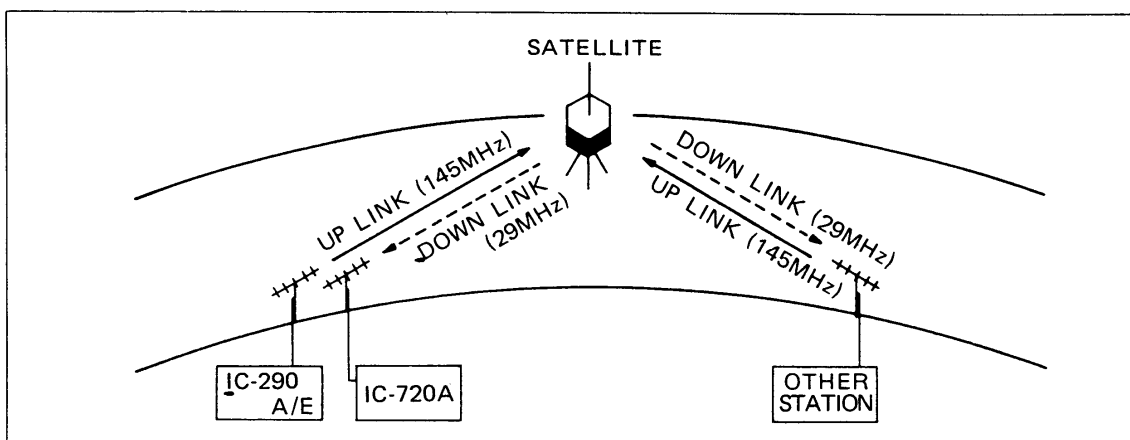 SATELLITE
UP LINK (145MHz)
DOWN LINK
(29MHz)
DOWN LINK (29MHz)
UP LINK (145MHz)
IC-290
A/E
IC-720A
OTHER
STATION